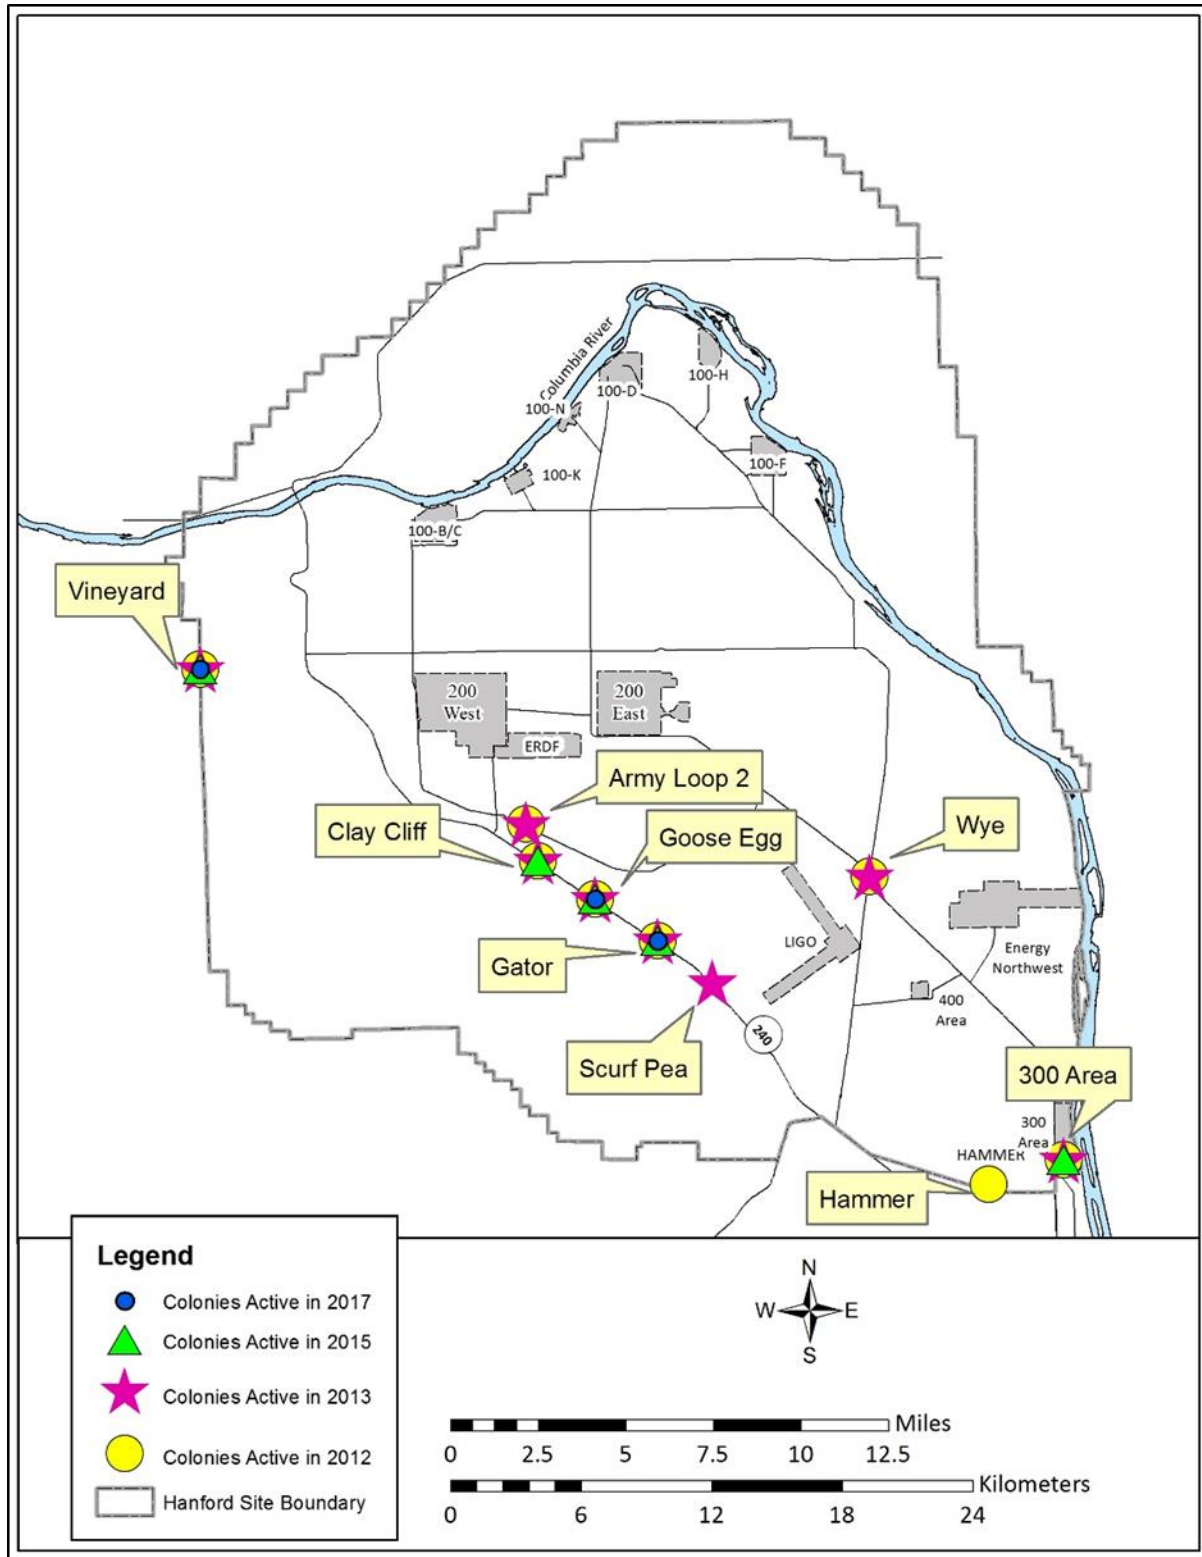 Columbia River
100-H
100-D
100-N
100-F
100-K
100-B/C
Vineyard
200
West
200
East
ERDF
Army Loop 2
Clay Cliff
Goose Egg
Wye
LIGO
Gator
Energy
Northwest
400
Area
240
Scurf Pea
300 Area
300
Area
HAMMER
Hammer
Legend
Colonies Active in 2017
Colonies Active in 2015
Colonies Active in 2013
Colonies Active in 2012
Hanford Site Boundary
N
W E
S
Miles
0 2.5 5 7.5 10 12.5
Kilometers
0 6 12 18 24